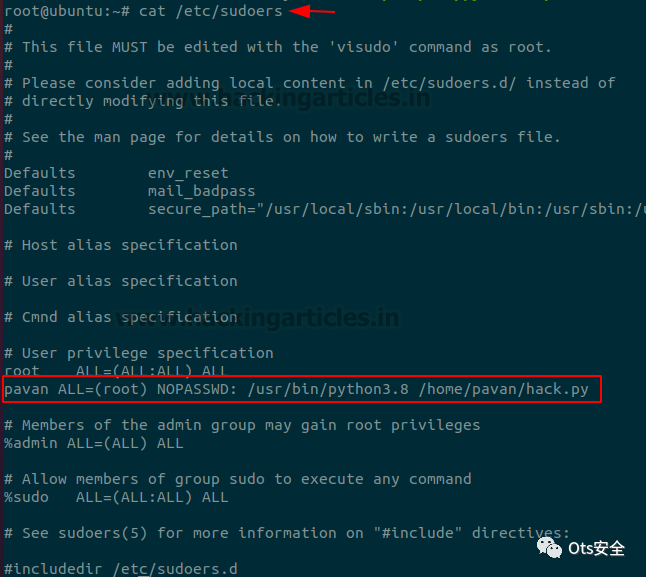 root@ubuntu:~# cat /etc/sudoers
#
# This file MUST be edited with the 'visudo' command as root.
#
# Please consider adding local content in /etc/sudoers.d/ instead of
# directly modifying this file.
www.hackingarticles.in
#
# See the man page for details on how to write a sudoers file.
#
Defaults        env_reset
Defaults        mail_badpass
Defaults        secure_path="/usr/local/sbin:/usr/local/bin:/usr/sbin:/u
# Host alias specification
# User alias specification
# Cmnd alias specification
www.hackingarticles.in
# User privilege specification
root    ALL=(ALL:ALL) ALL
pavan ALL=(root) NOPASSWD: /usr/bin/python3.8 /home/pavan/hack.py
# Members of the admin group may gain root privileges
%admin ALL=(ALL) ALL
# Allow members of group sudo to execute any command
%sudo   ALL=(ALL:ALL) ALL
# See sudoers(5) for more information on "#include" directives:
Ots安全
#includedir /etc/sudoers.d